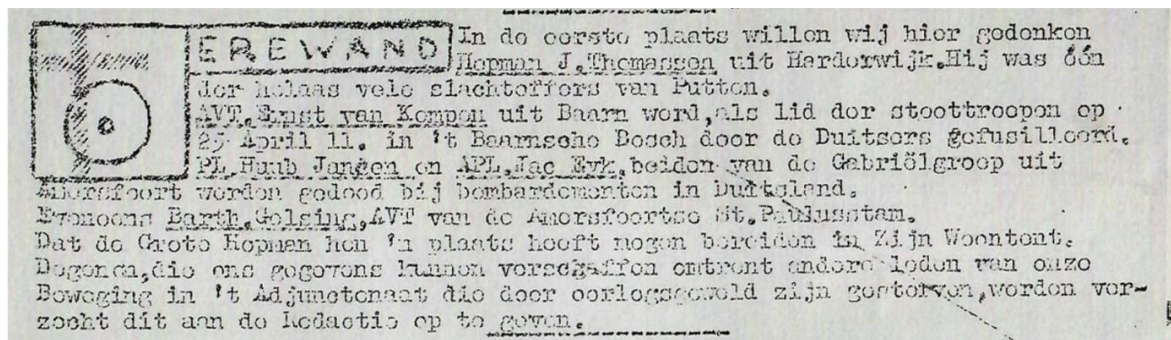 EREWAND
In de eerste plaats willen wij hier gedenken
Hopman J.Thomassen uit Harderwijk.Hij was één
der helaas vele slachtoffers van Putten.
AVT.Ernst van Kempen uit Baarn werd,als lid der stoottroepen op
25 April 11. in 't Baarnsche Bosch door de Duitsers gefusilleerd.
PL Huub Jansen en APL.Jac Eyk,beiden van de Gabriëlgroep uit
Amersfoort werden gedood bij bombardementen in Duitsland.
Eveneens Barth.Gelsing,AVT van de Amersfoortse St.Paulusstam.
Dat de Grote Hopman hen 'n plaats heeft mogen bereiden in Zijn Woontent.
Degenen,die ons gegevens kunnen verschaffen omtrent andere leden van onze
Beweging in 't Adjunctenaat die door oorlogsgeweld zijn gestorven,worden ver-
zocht dit aan de Redactie op te geven.